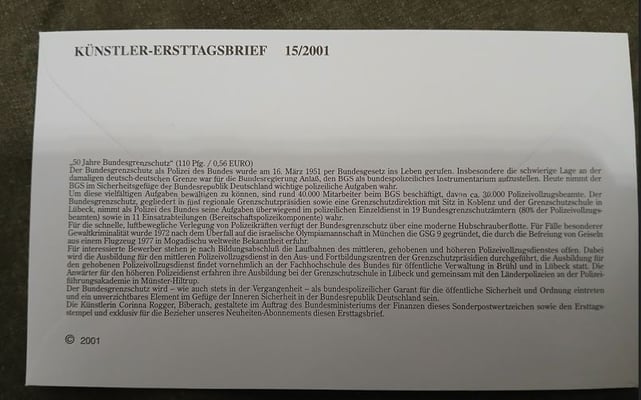 KÜNSTLER-ERSTTAGSBRIEF 15/2001
„50 Jahre Bundesgrenzschutz" (110 Pfg. / 0,56 EURO)
Der Bundesgrenzschutz als Polizei des Bundes wurde am 16. März 1951 per Bundesgesetz ins Leben gerufen. Insbesondere die schwierige Lage an der
damaligen deutsch-deutschen Grenze war für die Bundesregierung Anlaß, den BGS als bundespolizeiliches Instrumentarium aufzustellen. Heute nimmt der
BGS im Sicherheitsgefüge der Bundesrepublik Deutschland wichtige polizeiliche Aufgaben wahr.
Um diese vielfältigen Aufgaben bewältigen zu können, sind rund 40.000 Mitarbeiter beim BGS beschäftigt, davon ca. 30.000 Polizeivollzugsbeamte. Der
Bundesgrenzschutz, gegliedert in fünf regionale Grenzschutzpräsidien sowie eine Grenzschutzdirektion mit Sitz in Koblenz und der Grenzschutzschule in
Lübeck, nimmt als Polizei des Bundes seine Aufgaben überwiegend im polizeilichen Einzeldienst in 19 Bundesgrenzschutzämtern (80% der Polizeivollzugs-
beamten) sowie in 11 Einsatzabteilungen (Bereitschaftspolizeikomponente) wahr.
Für die schnelle, luftbewegliche Verlegung von Polizeikräften verfügt der Bundesgrenzschutz über eine moderne Hubschrauberflotte. Für Fälle besonderer
Gewaltkriminalität wurde 1972 nach dem Überfall auf die israelische Olympiamannschaft in München die GSG 9 gegründet, die durch die Befreiung von Geiseln
aus einem Flugzeug 1977 in Mogadischu weltweite Bekanntheit erfuhr.
Für interessierte Bewerber stehen je nach Bildungsabschluß die Laufbahnen des mittleren, gehobenen und höheren Polizeivollzugsdienstes offen. Dabei
wird die Ausbildung für den mittleren Polizeivollzugsdienst in den Aus- und Fortbildungszentren der Grenzschutzpräsidien durchgeführt, die Ausbildung für
den gehobenen Polizeivollzugsdienst findet vornehmlich an der Fachhochschule des Bundes für öffentliche Verwaltung in Brühl und in Lübeck statt. Die
Anwärter für den höheren Polizeidienst erfahren ihre Ausbildung bei der Grenzschutzschule in Lübeck und gemeinsam mit den Länderpolizeien an der Polizei-
führungsakademie in Münster-Hiltrup.
Der Bundesgrenzschutz wird – wie auch stets in der Vergangenheit – als bundespolizeilicher Garant für die öffentliche Sicherheit und Ordnung eintreten
und ein unverzichtbares Element im Gefüge der Inneren Sicherheit in der Bundesrepublik Deutschland sein.
Die Künstlerin Corinna Rogger, Biberach, gestaltete im Auftrag des Bundesministeriums der Finanzen dieses Sonderpostwertzeichen sowie den Ersttags-
stempel und exklusiv für die Bezieher unseres Neuheiten-Abonnements diesen Ersttagsbrief.
© 2001